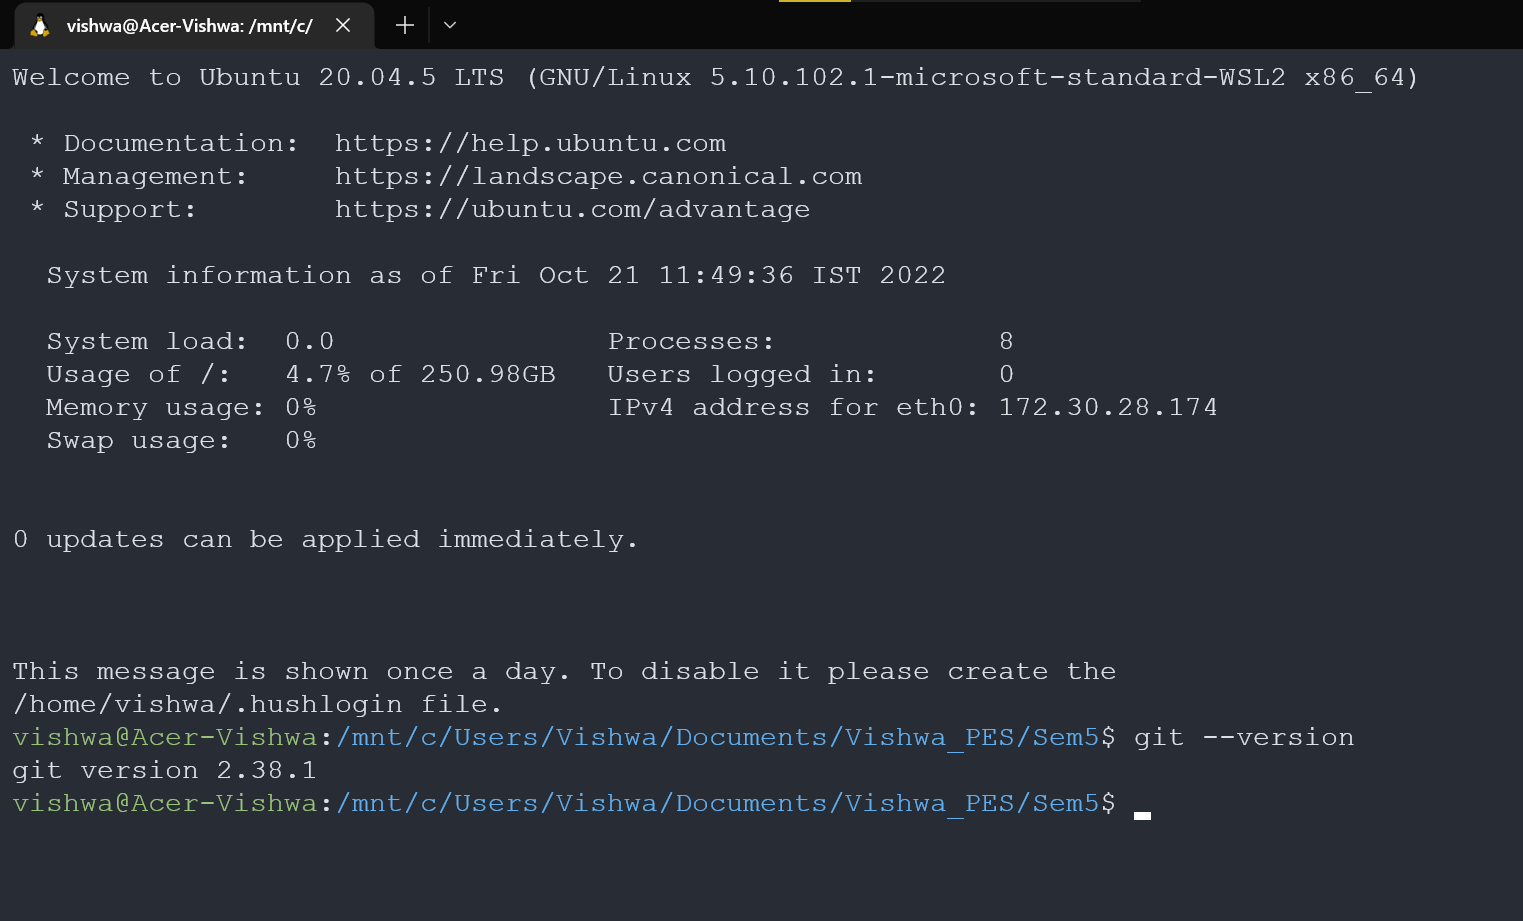 vishwa@Acer-Vishwa: /mnt/c/
Welcome to Ubuntu 20.04.5 LTS (GNU/Linux 5.10.102.1-microsoft-standard-WSL2 x86_64)
* Documentation:  https://help.ubuntu.com
* Management:     https://landscape.canonical.com
* Support:        https://ubuntu.com/advantage
System information as of Fri Oct 21 11:49:36 IST 2022
System load:  0.0                Processes:             8
Usage of /:   4.7% of 250.98GB   Users logged in:       0
Memory usage: 0%                 IPv4 address for eth0: 172.30.28.174
Swap usage:   0%
0 updates can be applied immediately.
This message is shown once a day. To disable it please create the
/home/vishwa/.hushlogin file.
vishwa@Acer-Vishwa:/mnt/c/Users/Vishwa/Documents/Vishwa_PES/Sem5$ git --version
git version 2.38.1
vishwa@Acer-Vishwa:/mnt/c/Users/Vishwa/Documents/Vishwa_PES/Sem5$